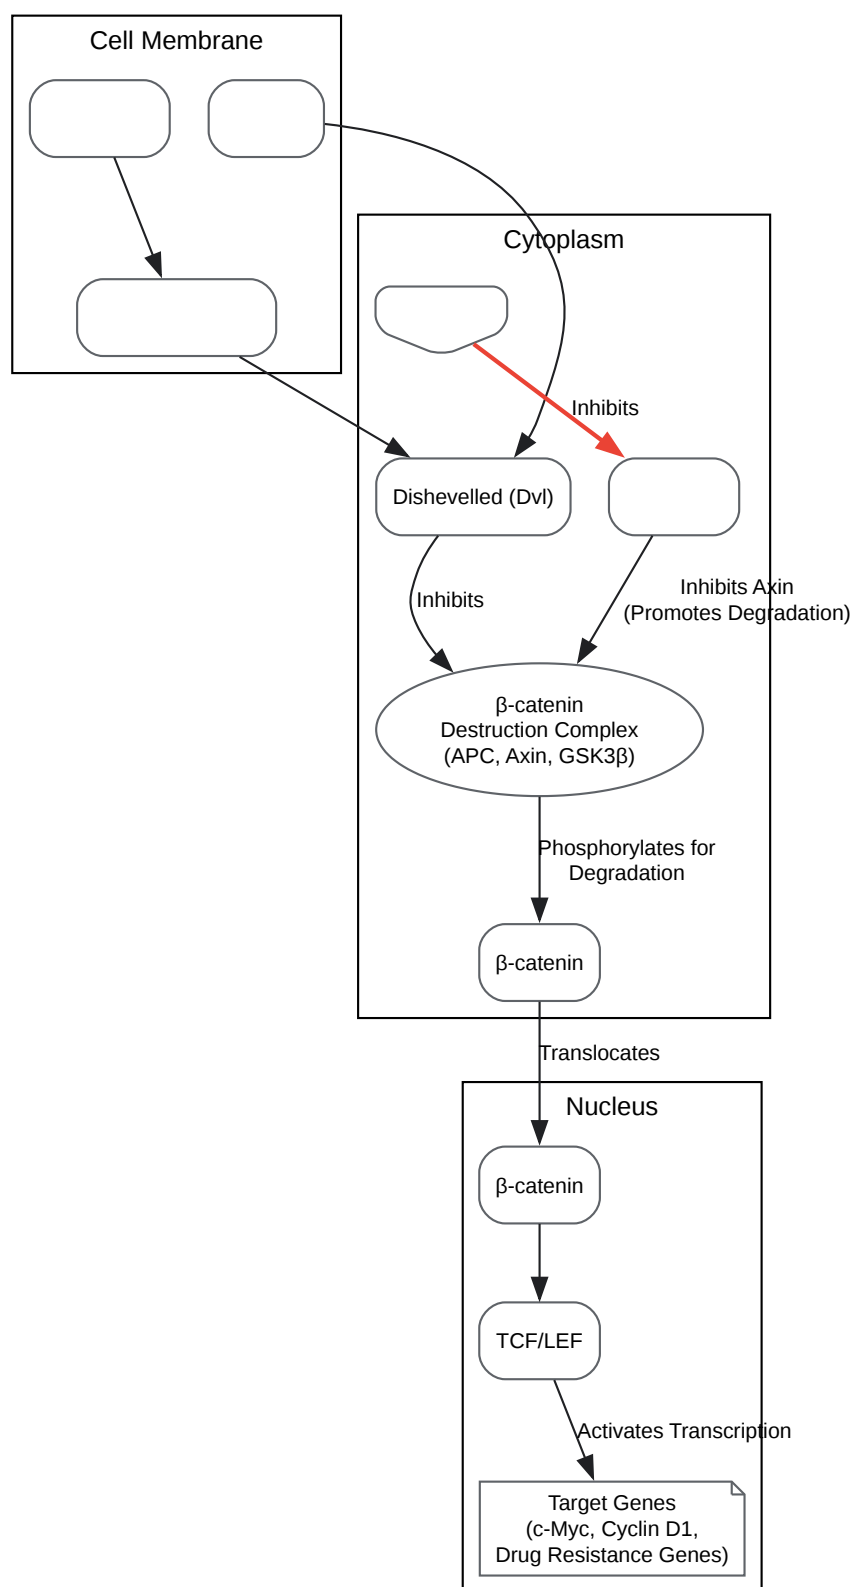 Cell Membrane
Cytoplasm
Inhibits
Dishevelled (Dvl)
Inhibits
Inhibits Axin
(Promotes Degradation)
β-catenin
Destruction Complex
(APC, Axin, GSK3β)
Phosphorylates for
Degradation
β-catenin
Translocates
Nucleus
β-catenin
TCF/LEF
Activates Transcription
Target Genes
(c-Myc, Cyclin D1,
Drug Resistance Genes)